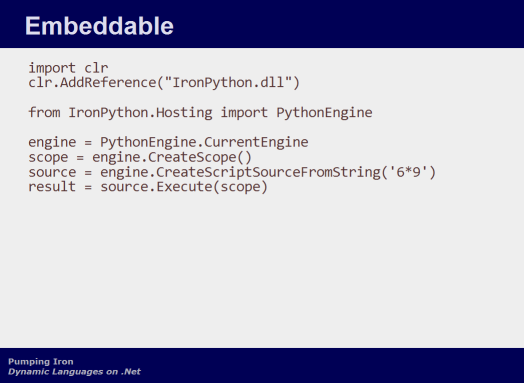 Embeddable
import clr
clr.AddReference("IronPython.dll")
from IronPython.Hosting import PythonEngine
engine = PythonEngine.CurrentEngine
scope = engine.CreateScope()
source = engine.CreateScriptSourceFromString('6*9')
result = source.Execute(scope)
Pumping Iron
Dynamic Languages on .Net